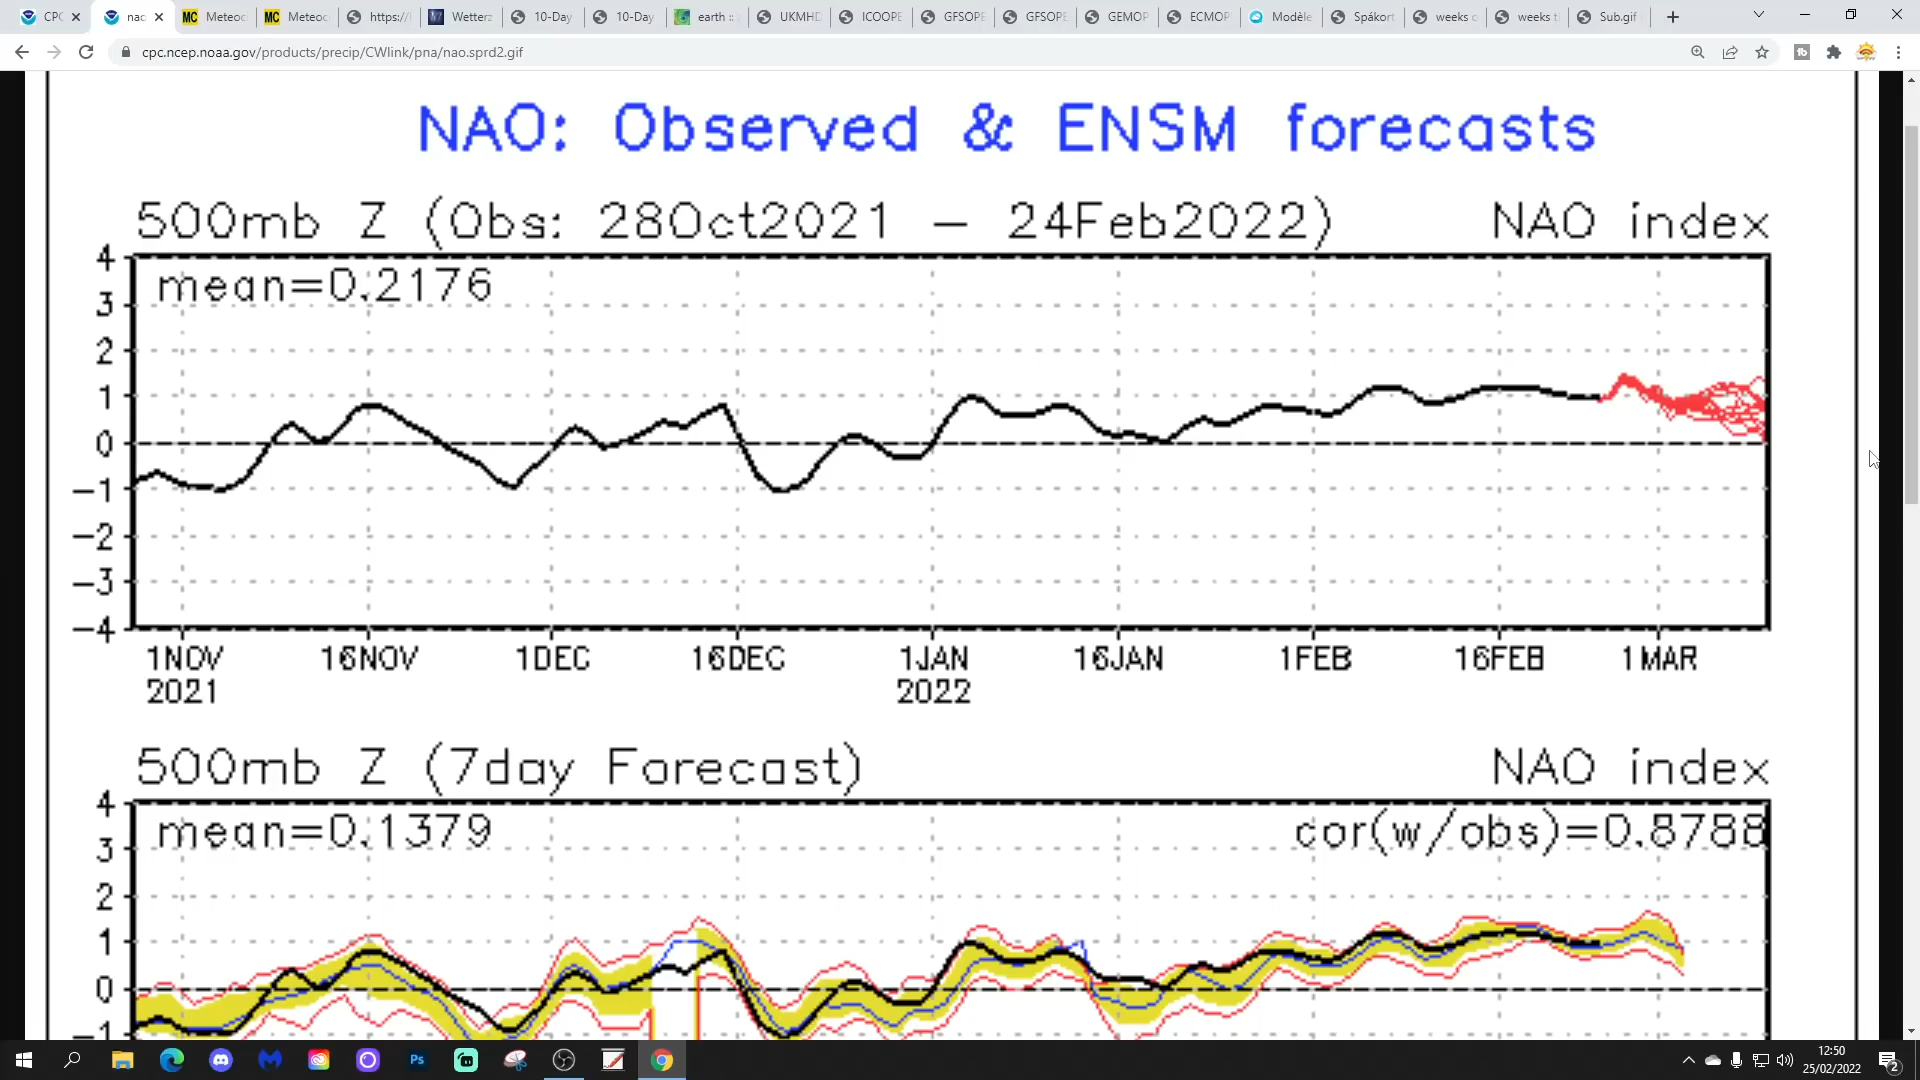 CPC nao Meteoc Meteoc https:// Wetterz 10-Day 10-Day earth :: UKMHD ICOOPE GFSOPE GFSOPE GEMOP ECMOP Modèle Spákort weeks weeks Sub.gif
cpc.ncep.noaa.gov/products/precip/CWlink/pna/nao.sprd2.gif
NAO: Observed & ENSM forecasts
500mb Z (Obs: 28Oct2021 – 24Feb2022) NAO index
mean=0.2176
4
3
2
1
0
-1
-2
-3
-4
1NOV 16NOV 1DEC 16DEC 1JAN 16JAN 1FEB 16FEB 1MAR
2021 2022
500mb Z (7day Forecast) NAO index
mean=0.1379 cor(w/obs)=0.8788
4
3
2
1
0
-1
12:50
25/02/2022
2